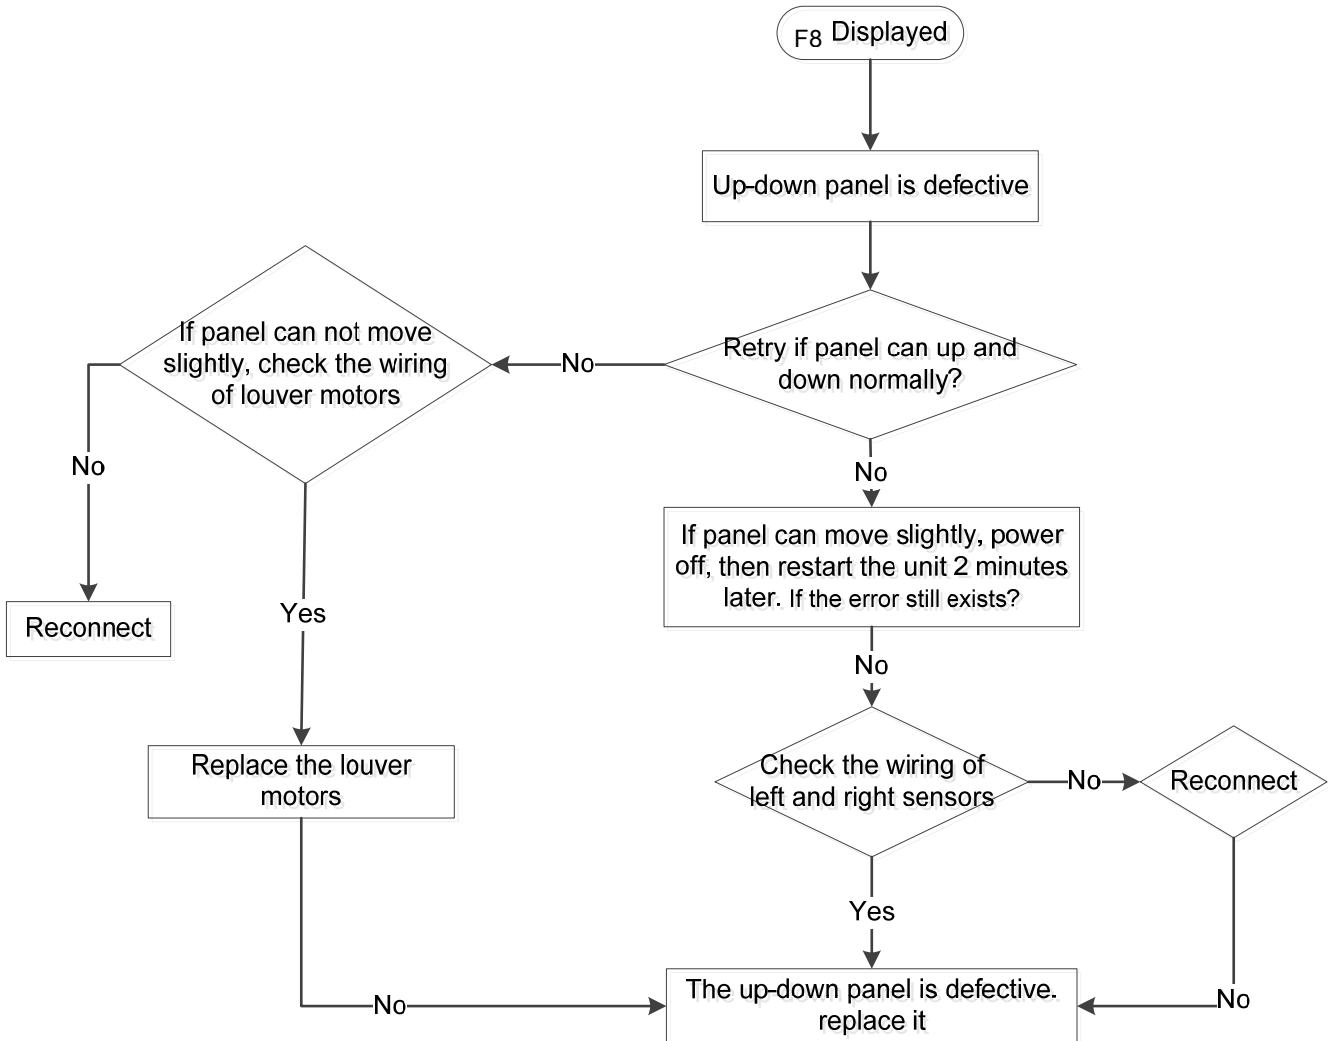 F8 Displayed
Up-down panel is defective
Retry if panel can up and
down normally?
No
If panel can not move
slightly, check the wiring
of louver motors
No
Reconnect
Yes
Replace the louver
motors
No
No
If panel can move slightly, power
off, then restart the unit 2 minutes
later. If the error still exists?
No
Check the wiring of
left and right sensors
No
Reconnect
Yes
No
The up-down panel is defective.
replace it